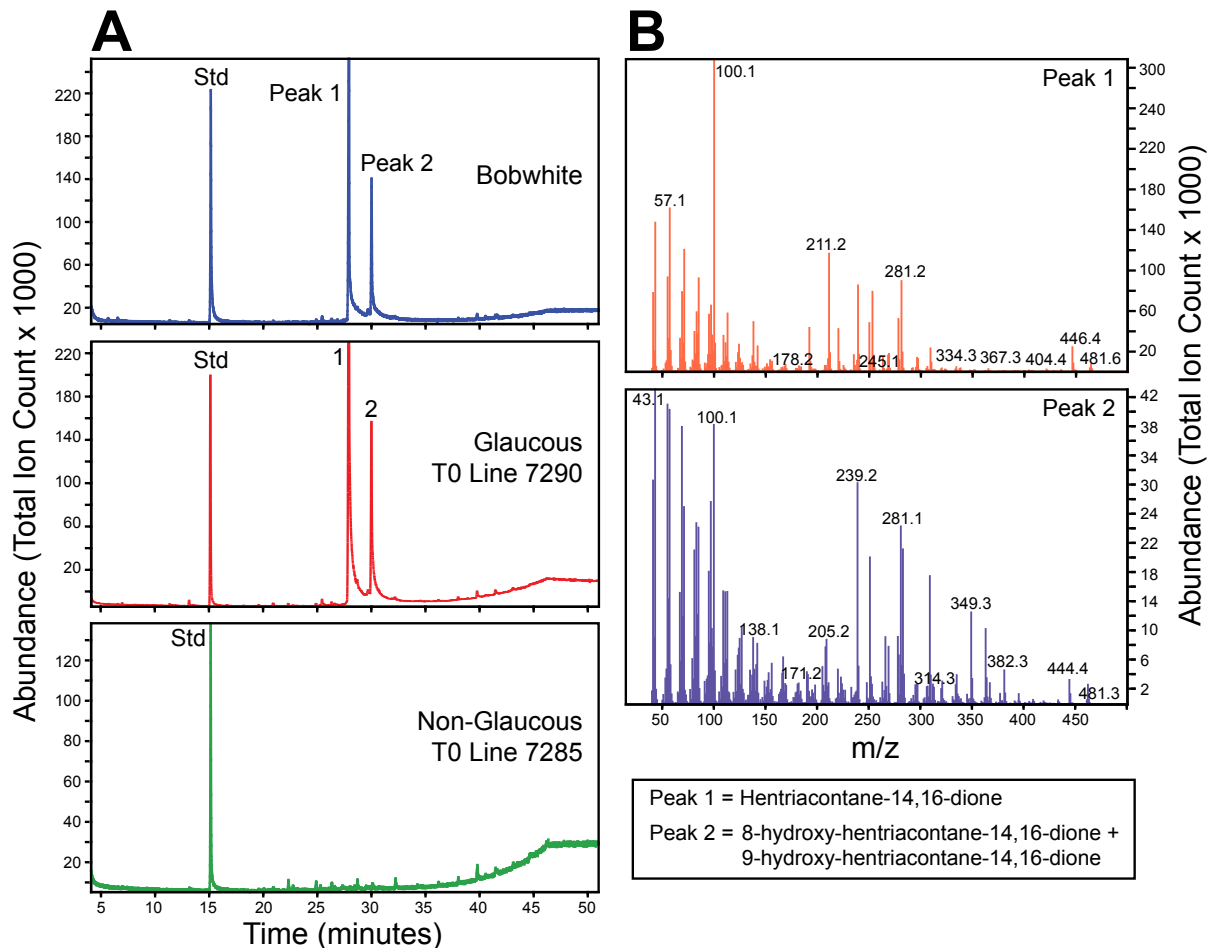 A
Abundance (Total Ion Count x 1000)
220
180
140
100
60
20
Std
Peak 1
Peak 2
Bobwhite
220
180
140
100
60
20
Std
1
2
Glaucous
T0 Line 7290
120
100
80
60
40
20
Std
Non-Glaucous
T0 Line 7285
5 10 15 20 25 30 35 40 45 50
Time (minutes)
B
Peak 1
100.1
57.1
211.2
281.2
178.2
245.1
334.3
367.3
404.4
446.4
481.6
300
240
220
160
140
100
60
20
Peak 2
43.1
100.1
239.2
281.1
349.3
138.1
205.2
171.2
314.3
382.3
444.4
481.3
42
36
30
24
22
18
14
10
6
2
50 100 150 200 250 300 350 400 450
m/z
Abundance (Total Ion Count x 1000)
Peak 1 = Hentriacontane-14,16-dione
Peak 2 = 8-hydroxy-hentriacontane-14,16-dione +
9-hydroxy-hentriacontane-14,16-dione